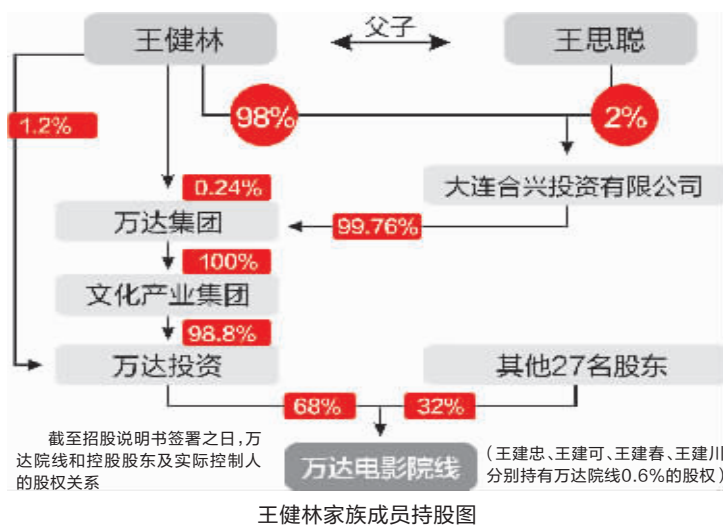 王健林
父子
王思聪
98%
2%
1.2%
0.24%
大连合兴投资有限公司
万达集团
99.76%
100%
文化产业集团
98.8%
万达投资
其他27名股东
68%
32%
截至招股说明书签署之日，万
达院线和控股股东及实际控制人
的股权关系
万达电影院线
（王建忠、王建可、王建春、王建川
分别持有万达院线0.6%的股权）
王健林家族成员持股图